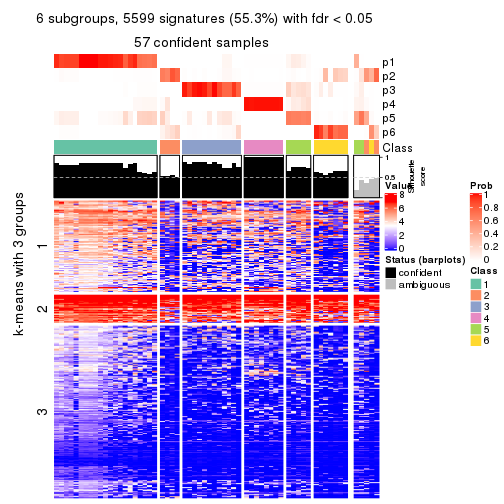 6 subgroups, 5599 signatures (55.3%) with fdr < 0.05
57 confident samples
p1
p2
p3
p4
p5
p6
Class
1
0.5
0
Silhouette
score
k-means with 3 groups
1
2
3
Value
8
6
4
2
0
Status (barplots)
confident
ambiguous
Prob
1
0.8
0.6
0.4
0.2
0
Class
1
2
3
4
5
6